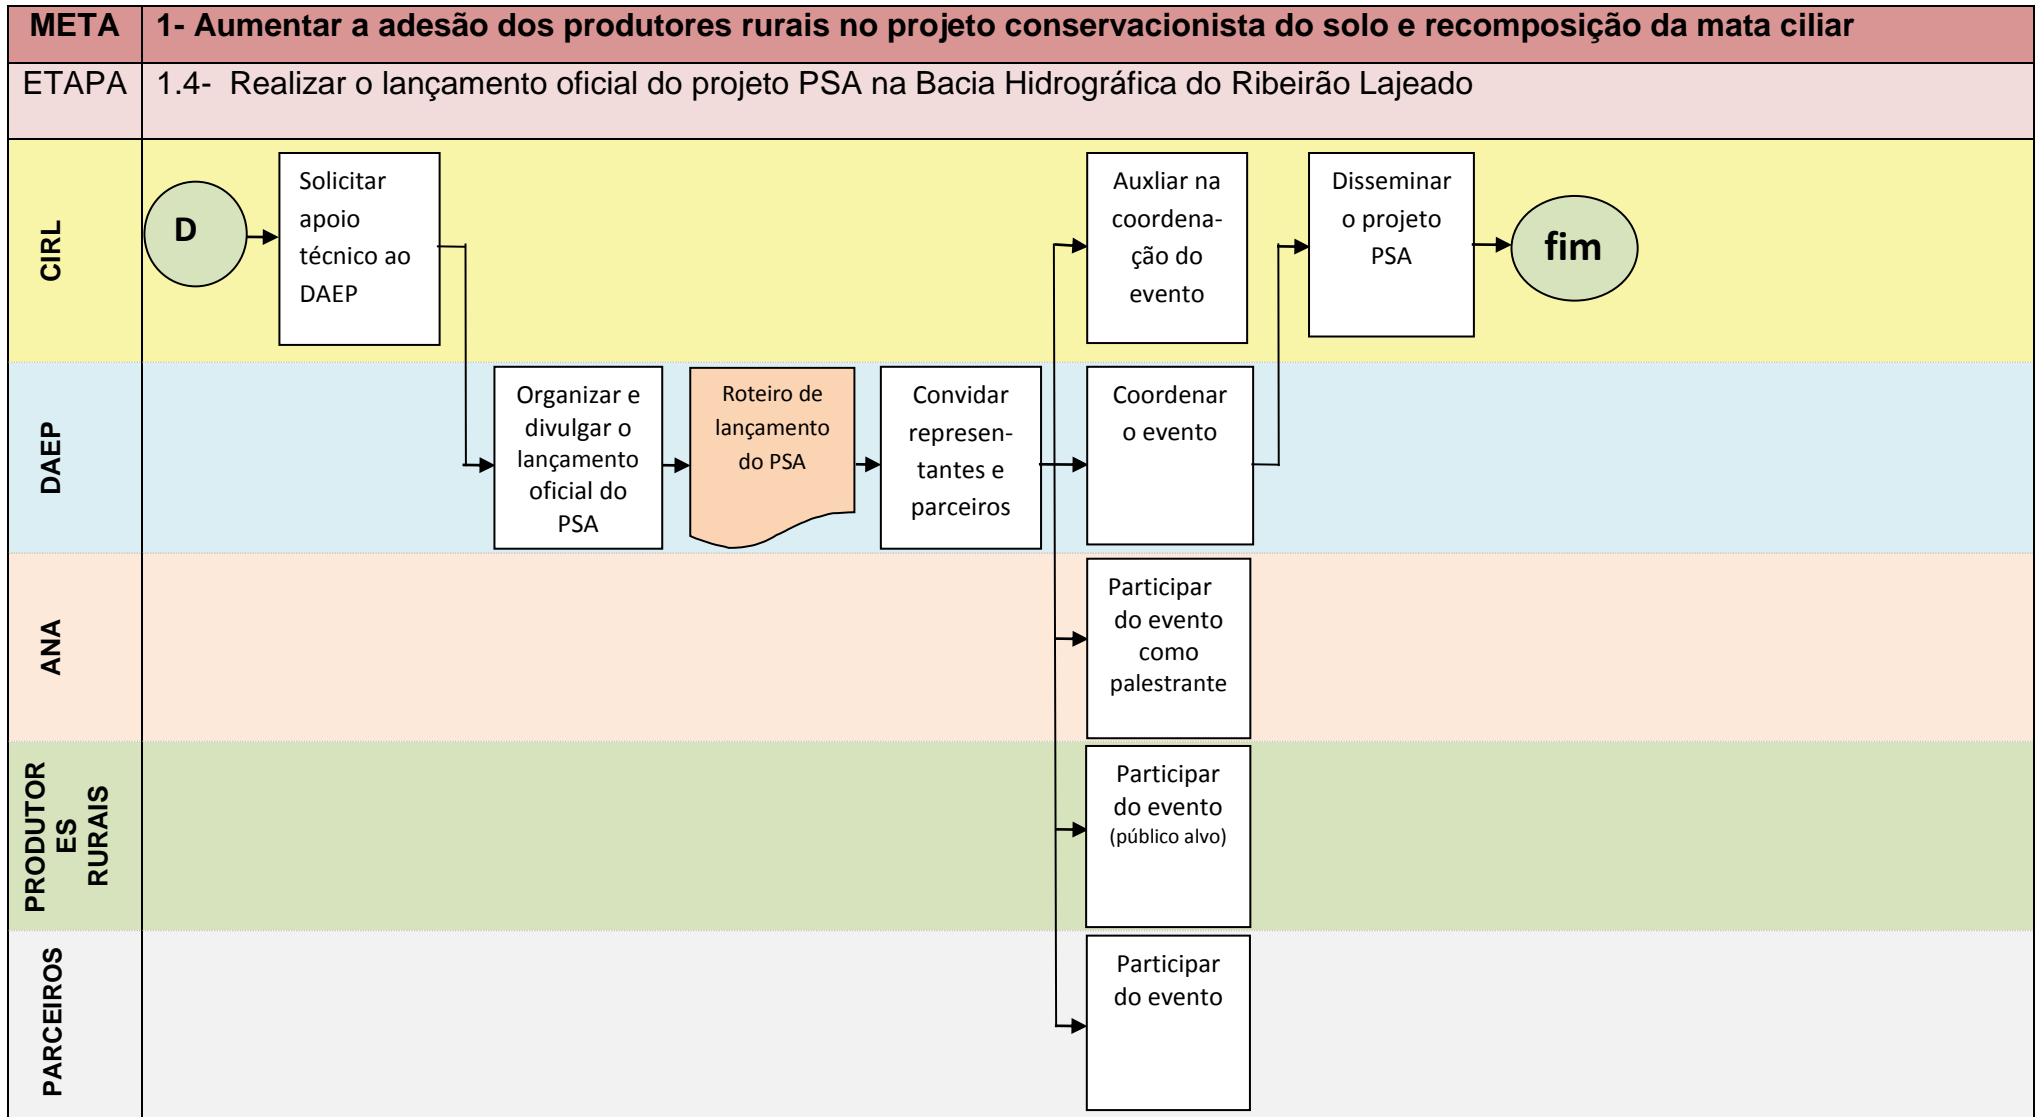 META
1- Aumentar a adesão dos produtores rurais no projeto conservacionista do solo e recomposição da mata ciliar
ETAPA
1.4- Realizar o lançamento oficial do projeto PSA na Bacia Hidrográfica do Ribeirão Lajeado
CIRL
D
Solicitar
apoio
técnico ao
DAEP
Auxliar na
coordena-
ção do
evento
Disseminar
o projeto
PSA
fim
DAEP
Organizar e
divulgar o
lançamento
oficial do
PSA
Roteiro de
lançamento
do PSA
Convidar
represen-
tantes e
parceiros
Coordenar
o evento
ANA
Participar
do evento
como
palestrante
PRODUTOR
ES
RURAIS
Participar
do evento
(público alvo)
PARCEIROS
Participar
do evento